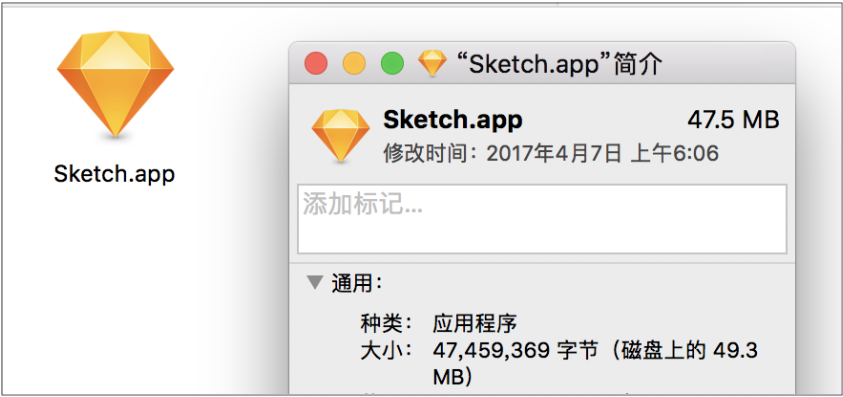 Sketch.app
“Sketch.app”简介
Sketch.app 47.5 MB
修改时间：2017年4月7日 上午6:06
添加标记...
通用：
种类： 应用程序
大小： 47,459,369 字节（磁盘上的 49.3
MB）